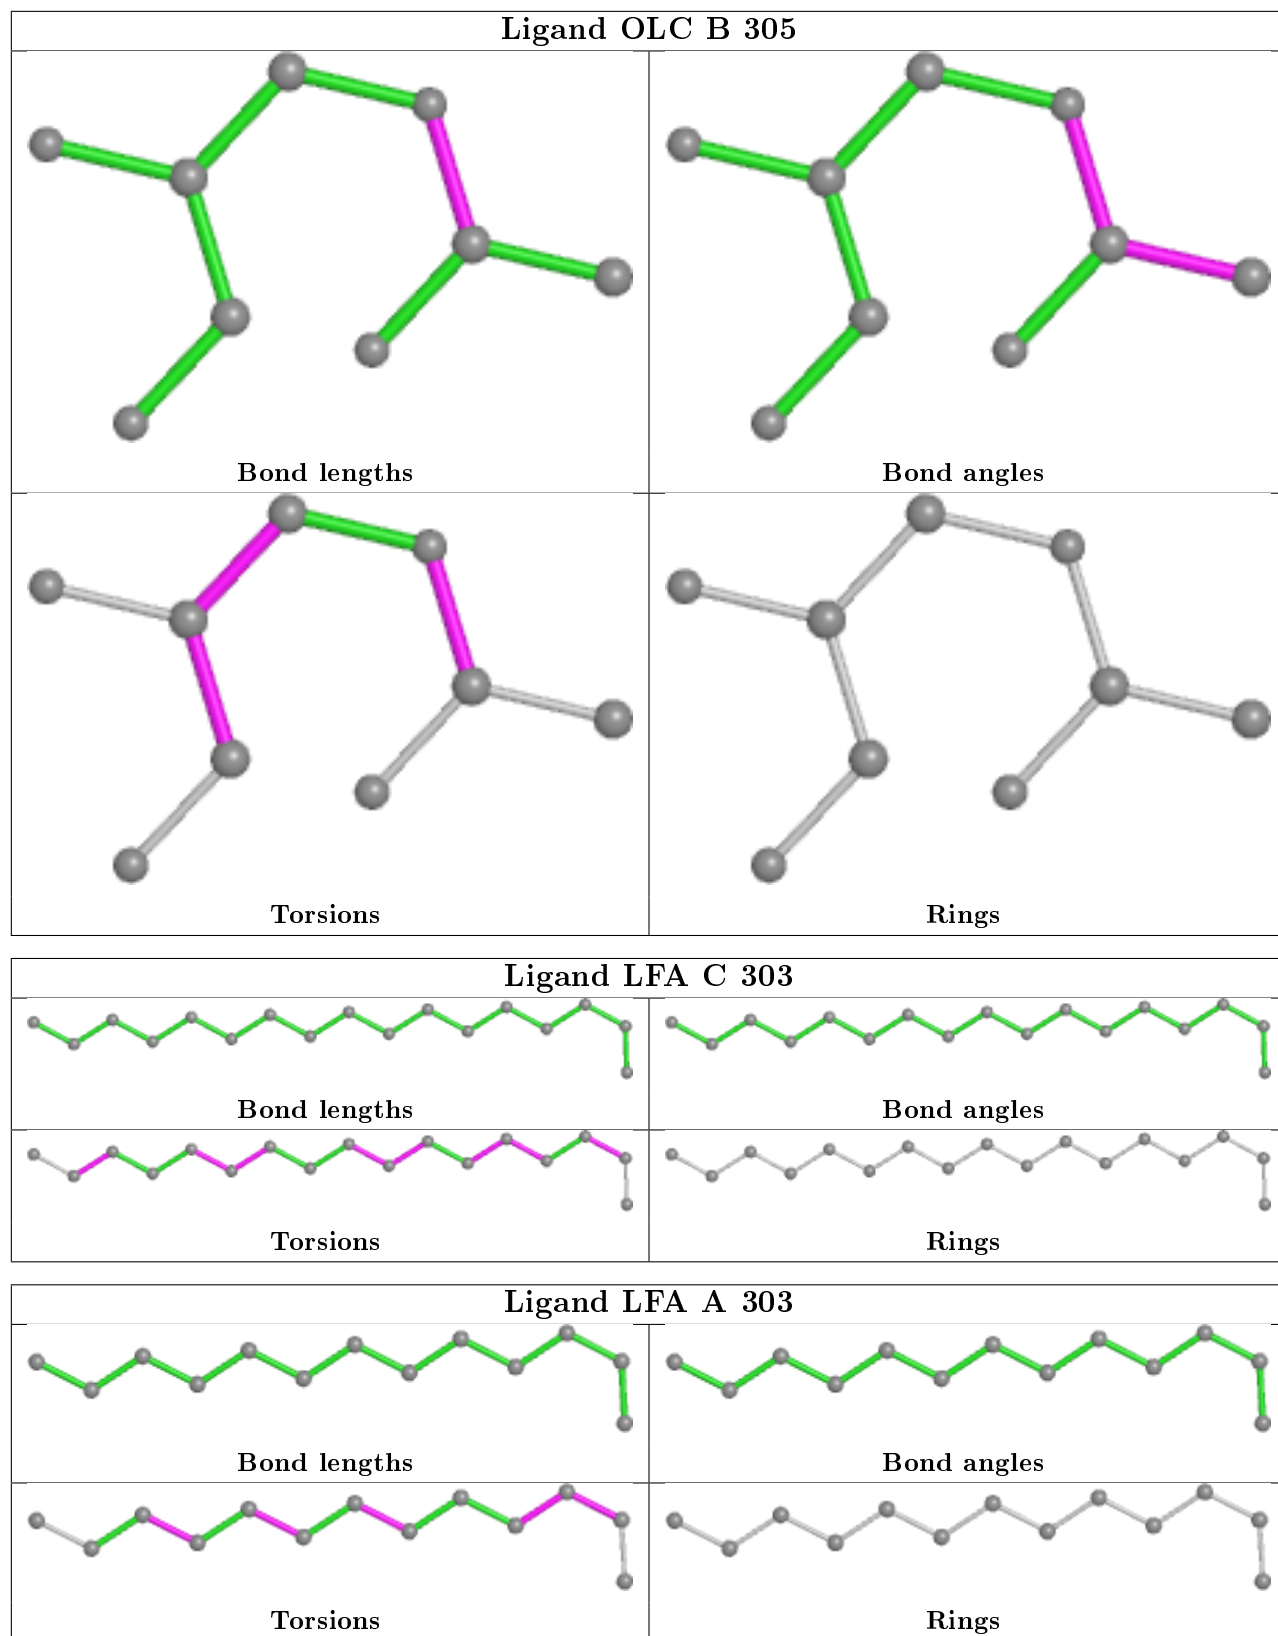 Ligand OLC B 305
Bond lengths
Bond angles
Torsions
Rings
Ligand LFA C 303
Bond lengths
Bond angles
Torsions
Rings
Ligand LFA A 303
Bond lengths
Bond angles
Torsions
Rings